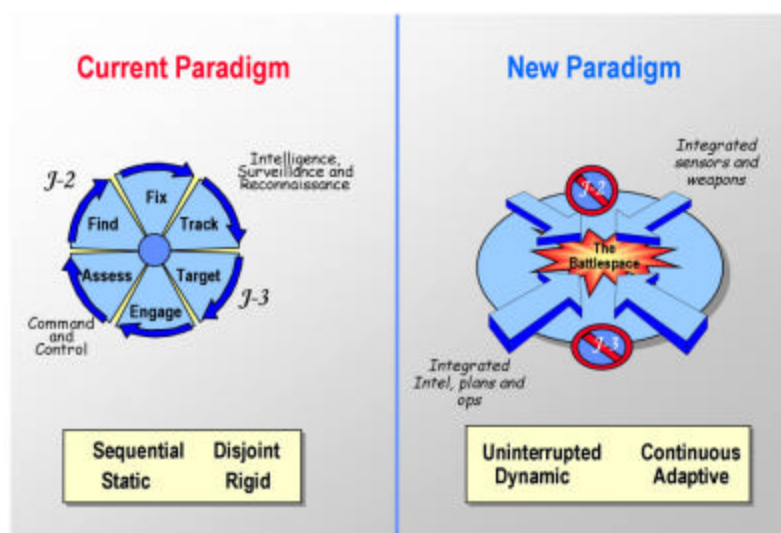 Current Paradigm
J-2
Intelligence,
Surveillance and
Reconnaissance
Fix
Find
Track
Assess
Target
Engage
J-3
Command
and
Control
Sequential Disjoint
Static Rigid
New Paradigm
Integrated
sensors and
weapons
J-2
The
Battlespace
J-3
Integrated
Intel, plans and
ops
Uninterrupted Continuous
Dynamic Adaptive